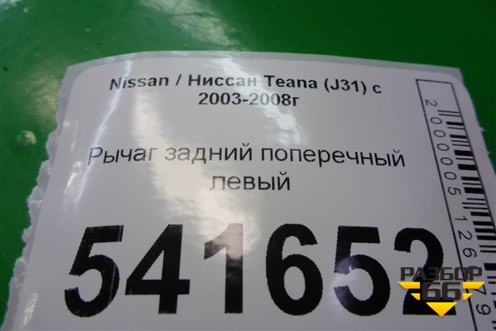 Nissan / Ниссан Teana (J31) с
2003-2008г
Рычаг задний поперечный
левый
541652
РАЗБОР
66